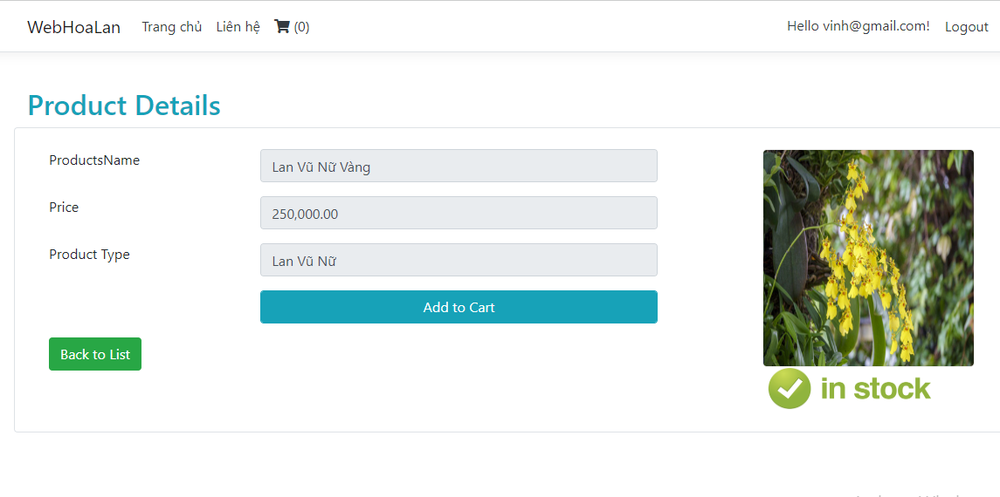 WebHoaLan Trang chủ Liên hệ (0) Hello vinh@gmail.com! Logout
Product Details
ProductsName Lan Vũ Nữ Vàng
Price 250,000.00
Product Type Lan Vũ Nữ
Add to Cart
Back to List
in stock